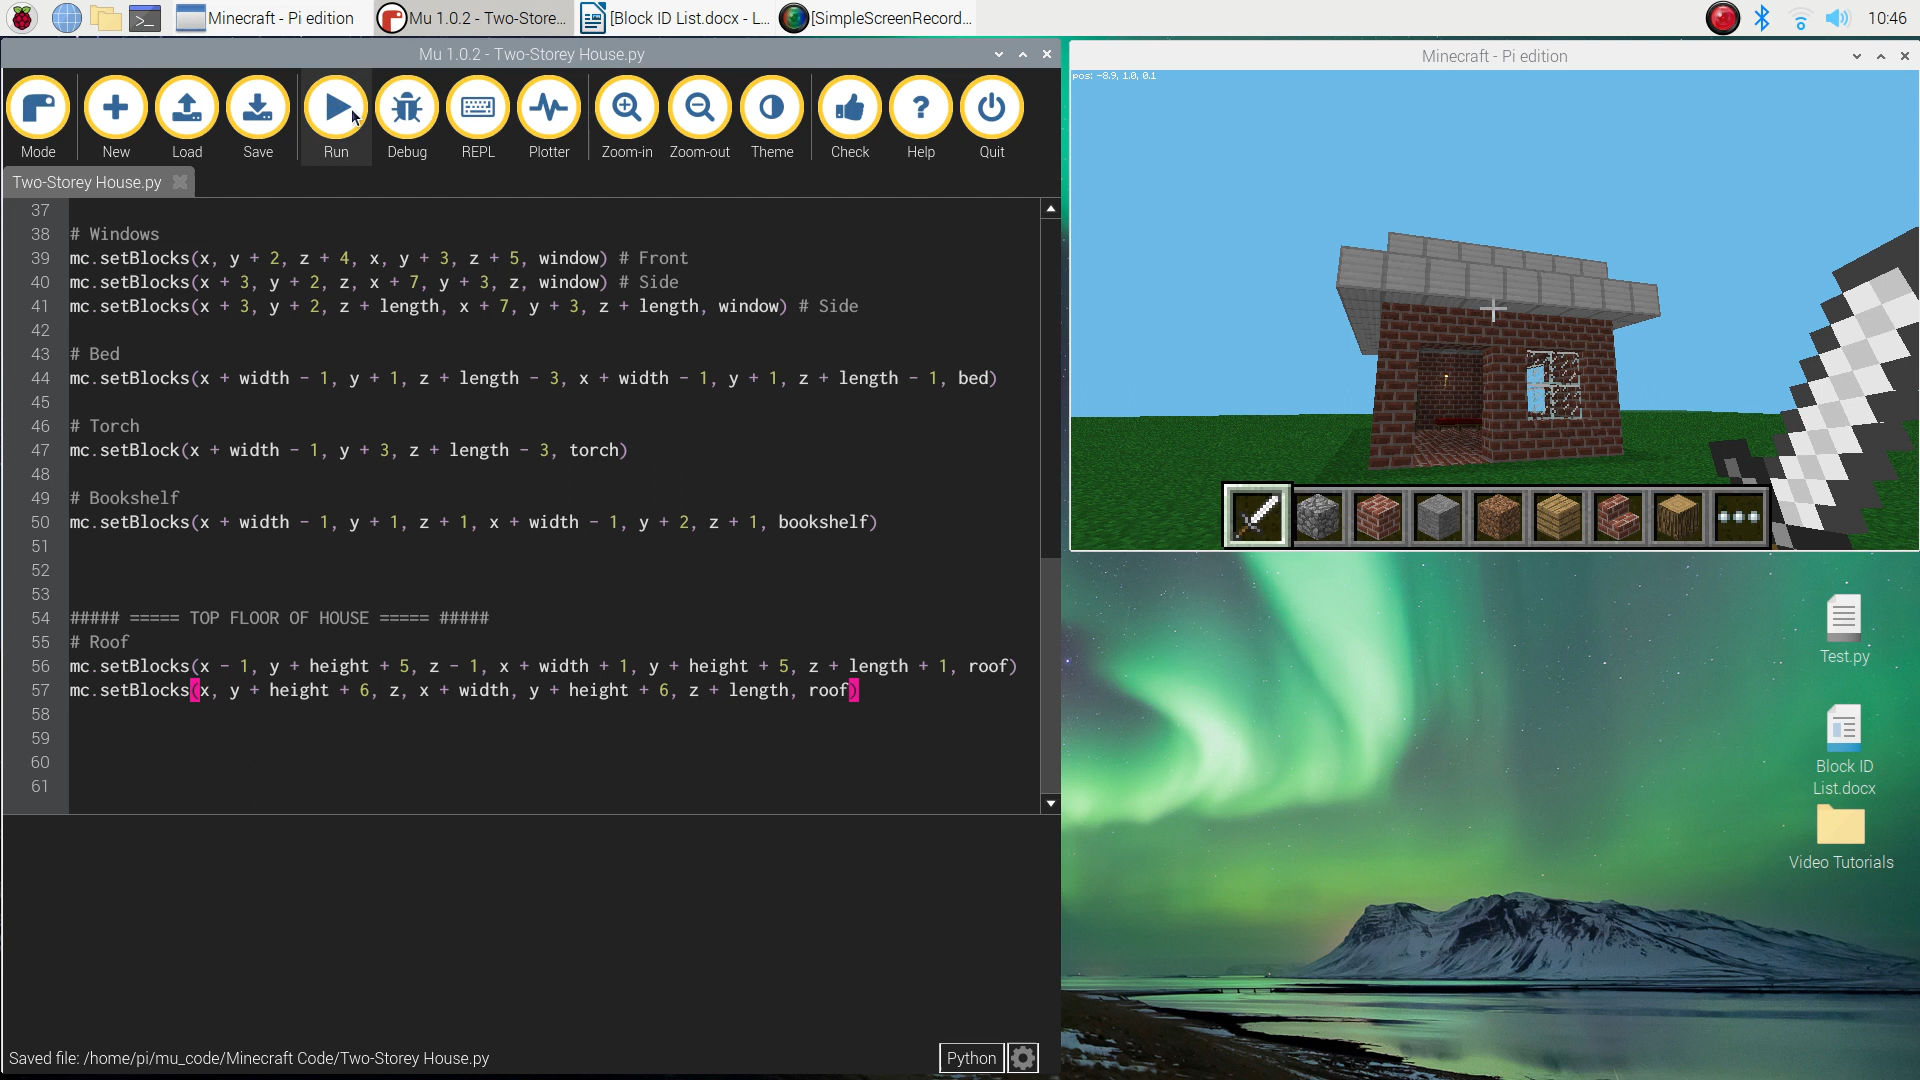 Minecraft - Pi edition
Mu 1.0.2 - Two-Store...
[Block ID List.docx - L...
[SimpleScreenRecord...
10:46
Mu 1.0.2 - Two-Storey House.py
Mode
New
Load
Save
Run
Debug
REPL
Plotter
Zoom-in
Zoom-out
Theme
Check
Help
Quit
Two-Storey House.py
37
38 # Windows
39 mc.setBlocks(x, y + 2, z + 4, x, y + 3, z + 5, window) # Front
40 mc.setBlocks(x + 3, y + 2, z, x + 7, y + 3, z, window) # Side
41 mc.setBlocks(x + 3, y + 2, z + length, x + 7, y + 3, z + length, window) # Side
42
43 # Bed
44 mc.setBlocks(x + width - 1, y + 1, z + length - 3, x + width - 1, y + 1, z + length - 1, bed)
45
46 # Torch
47 mc.setBlock(x + width - 1, y + 3, z + length - 3, torch)
48
49 # Bookshelf
50 mc.setBlocks(x + width - 1, y + 1, z + 1, x + width - 1, y + 2, z + 1, bookshelf)
51
52
53
54 ##### ===== TOP FLOOR OF HOUSE ===== #####
55 # Roof
56 mc.setBlocks(x - 1, y + height + 5, z - 1, x + width + 1, y + height + 5, z + length + 1, roof)
57 mc.setBlocks(x, y + height + 6, z, x + width, y + height + 6, z + length, roof)
58
59
60
61
Saved file: /home/pi/mu_code/Minecraft Code/Two-Storey House.py
Python
Minecraft - Pi edition
pos: -8.9, 1.0, 0.1
Test.py
Block ID
List.docx
Video Tutorials